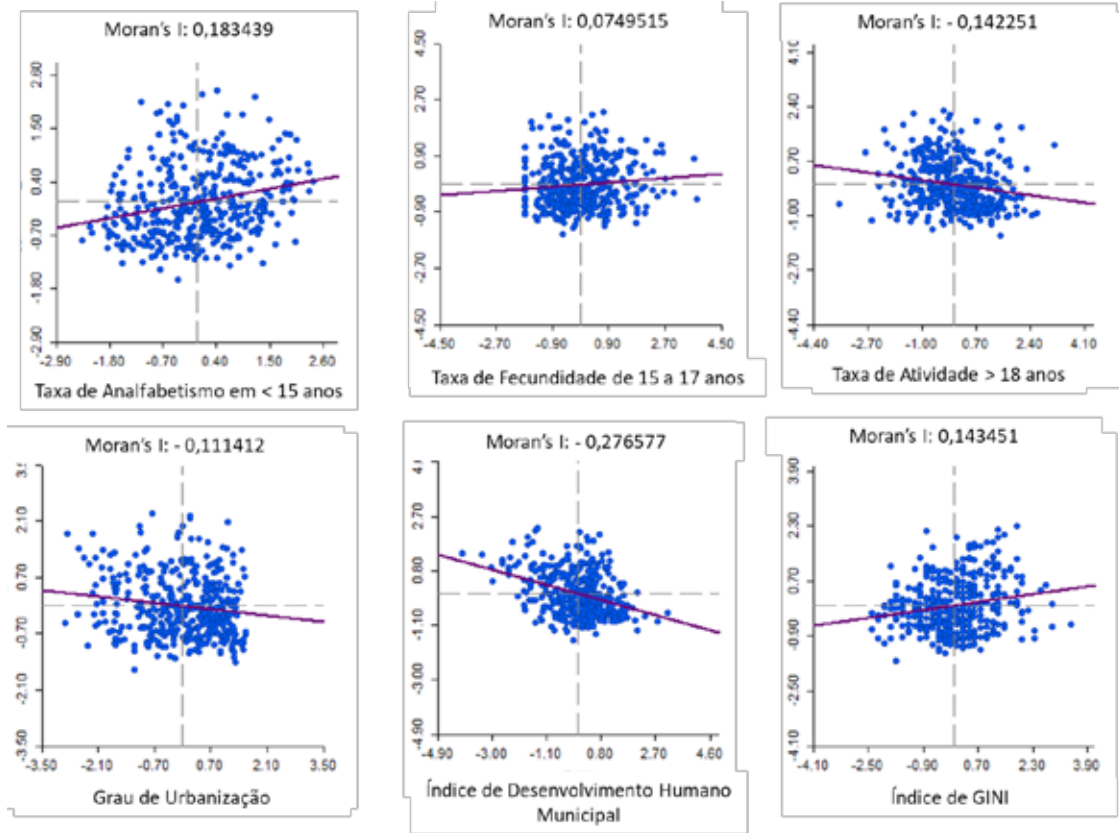 Moran's I: 0,183439
2.60
1.50
0.40
-0.70
-1.80
-2.90
-2.90 -1.80 -0.70 0.40 1.50 2.60
Taxa de Analfabetismo em < 15 anos
Moran's I: 0,0749515
4.50
2.70
0.90
-0.90
-2.70
-4.50
-4.50 -2.70 -0.90 0.90 2.70 4.50
Taxa de Fecundidade de 15 a 17 anos
Moran's I: - 0,142251
4.10
2.40
0.70
-1.00
-2.70
-4.40
-4.40 -2.70 -1.00 0.70 2.40 4.10
Taxa de Atividade > 18 anos
Moran's I: - 0,111412
2.10
0.70
-0.70
-2.10
-3.50
-3.50 -2.10 -0.70 0.70 2.10 3.50
Grau de Urbanização
Moran's I: - 0,276577
2.70
0.80
-1.10
-3.00
-4.90
-4.90 -3.00 -1.10 0.80 2.70 4.60
Índice de Desenvolvimento Humano
Municipal
Moran's I: 0,143451
3.90
2.30
0.70
-0.90
-2.50
-4.10
-4.10 -2.50 -0.90 0.70 2.30 3.90
Índice de GINI